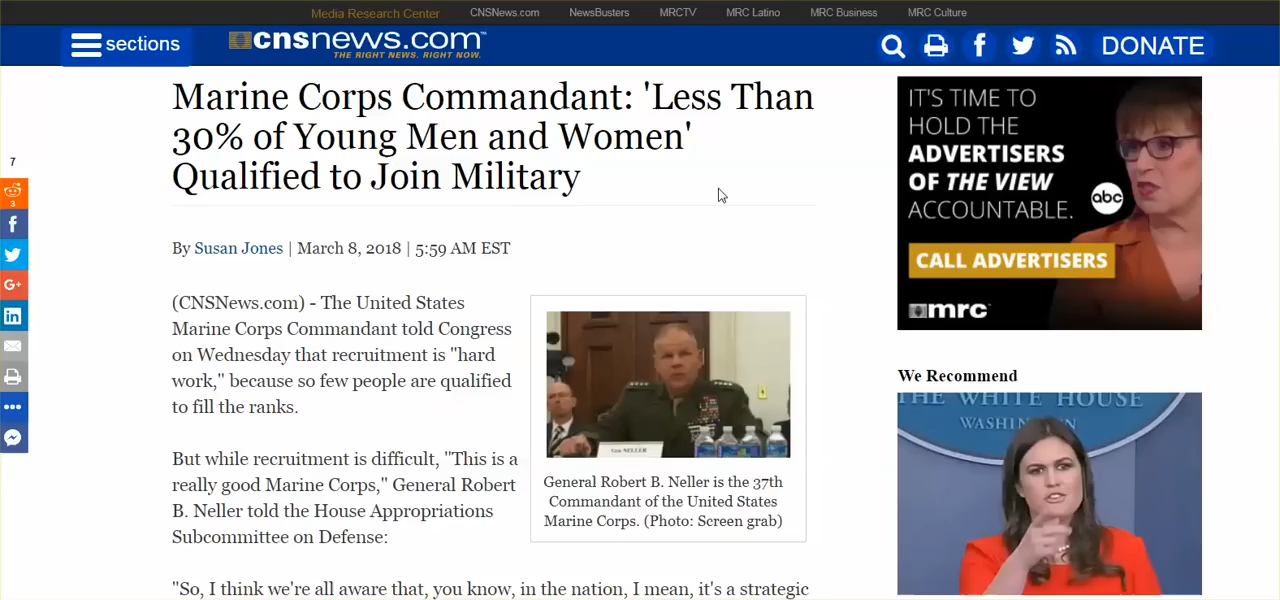 Media Research Center CNSNews.com NewsBusters MRCTV MRC Latino MRC Business MRC Culture
sections
cnsnews.com
THE RIGHT NEWS. RIGHT NOW.
DONATE
Marine Corps Commandant: 'Less Than
30% of Young Men and Women'
Qualified to Join Military
By Susan Jones | March 8, 2018 | 5:59 AM EST
7
3
(CNSNews.com) - The United States
Marine Corps Commandant told Congress
on Wednesday that recruitment is "hard
work," because so few people are qualified
to fill the ranks.
But while recruitment is difficult, "This is a
really good Marine Corps," General Robert
B. Neller told the House Appropriations
Subcommittee on Defense:
"So, I think we're all aware that, you know, in the nation, I mean, it's a strategic
Gen NELLER
General Robert B. Neller is the 37th
Commandant of the United States
Marine Corps. (Photo: Screen grab)
IT'S TIME TO
HOLD THE
ADVERTISERS
OF THE VIEW
ACCOUNTABLE.
abc
CALL ADVERTISERS
mrc
We Recommend
THE WHITE HOUSE
WASHINGTON